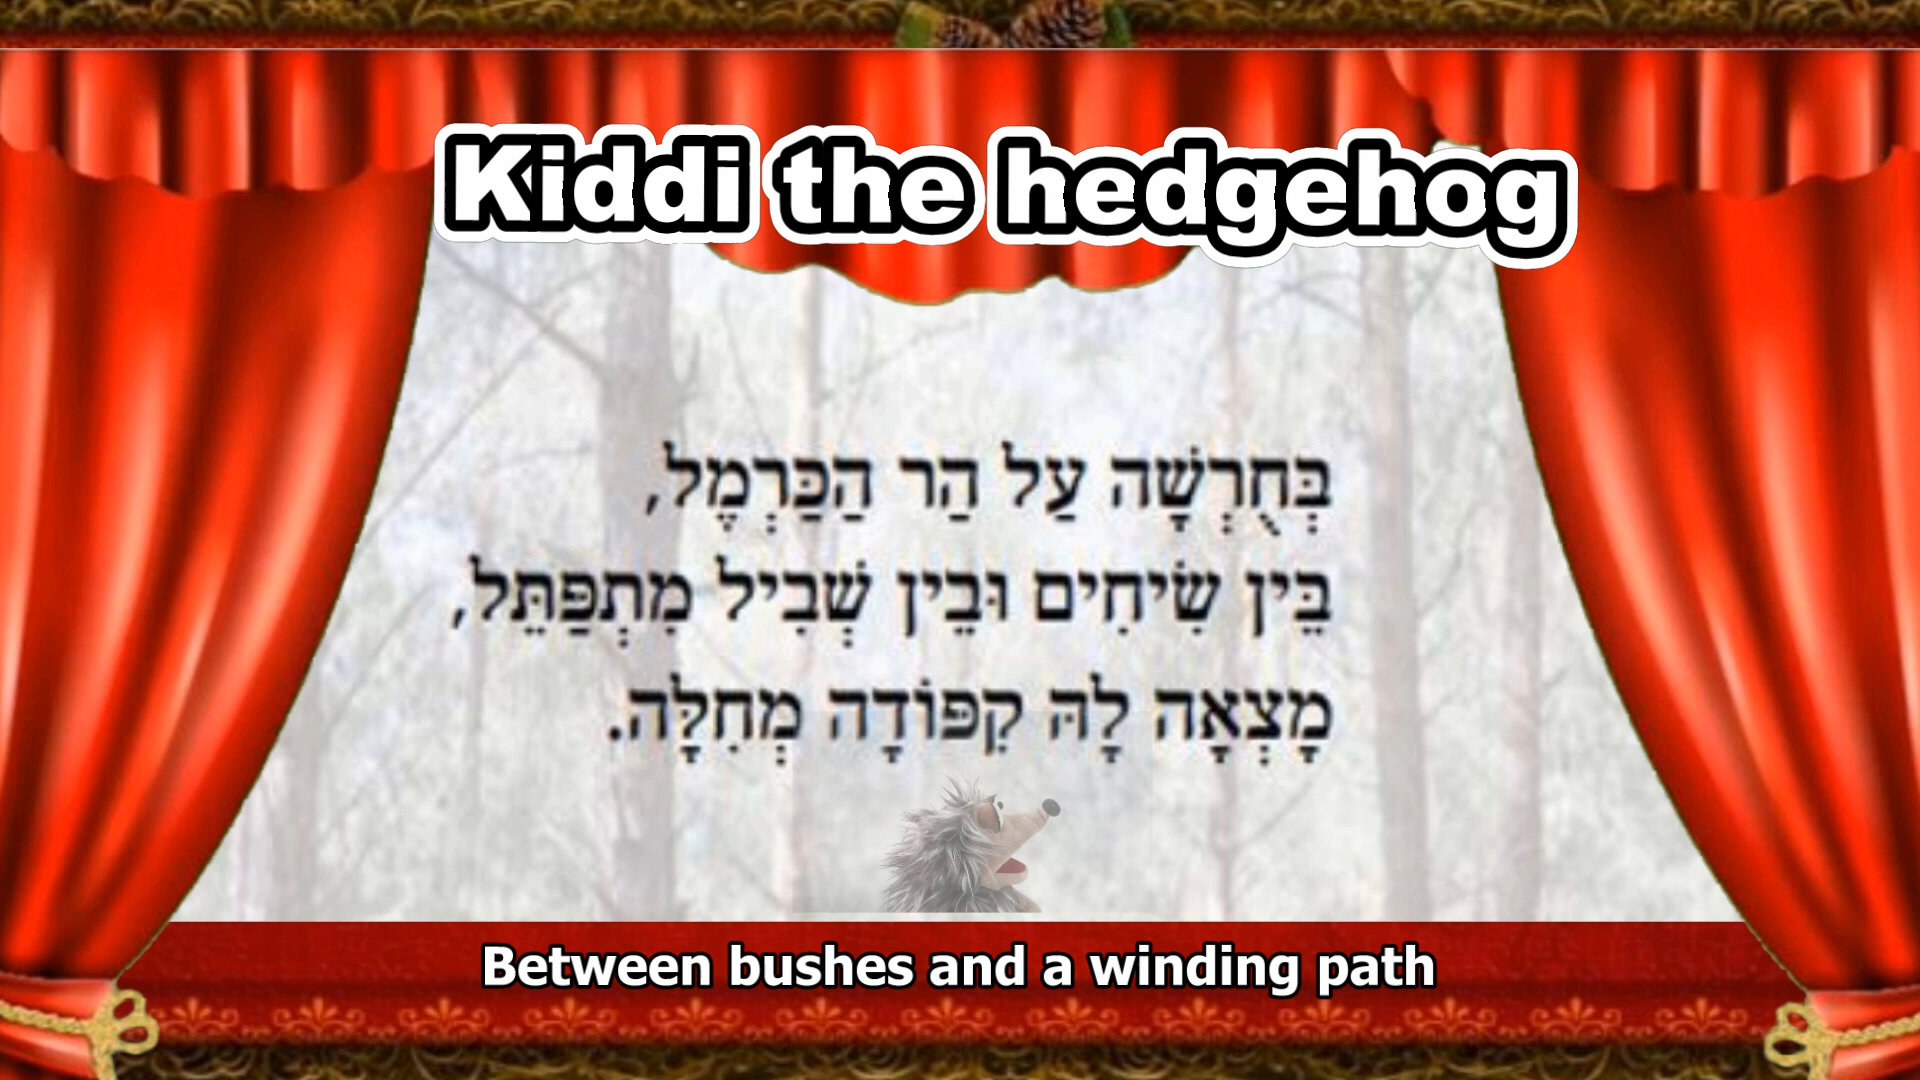 Kiddi the hedgehog
בְּחֻרְשָׁה עַל הַר הַכַּרְמֶל,
בֵּין שִׂיחִים וּבֵין שְׁבִיל מִתְפַּתֵּל,
מָצְאָה לָהּ קִפּוֹדָה מְחִלָּה.
Between bushes and a winding path